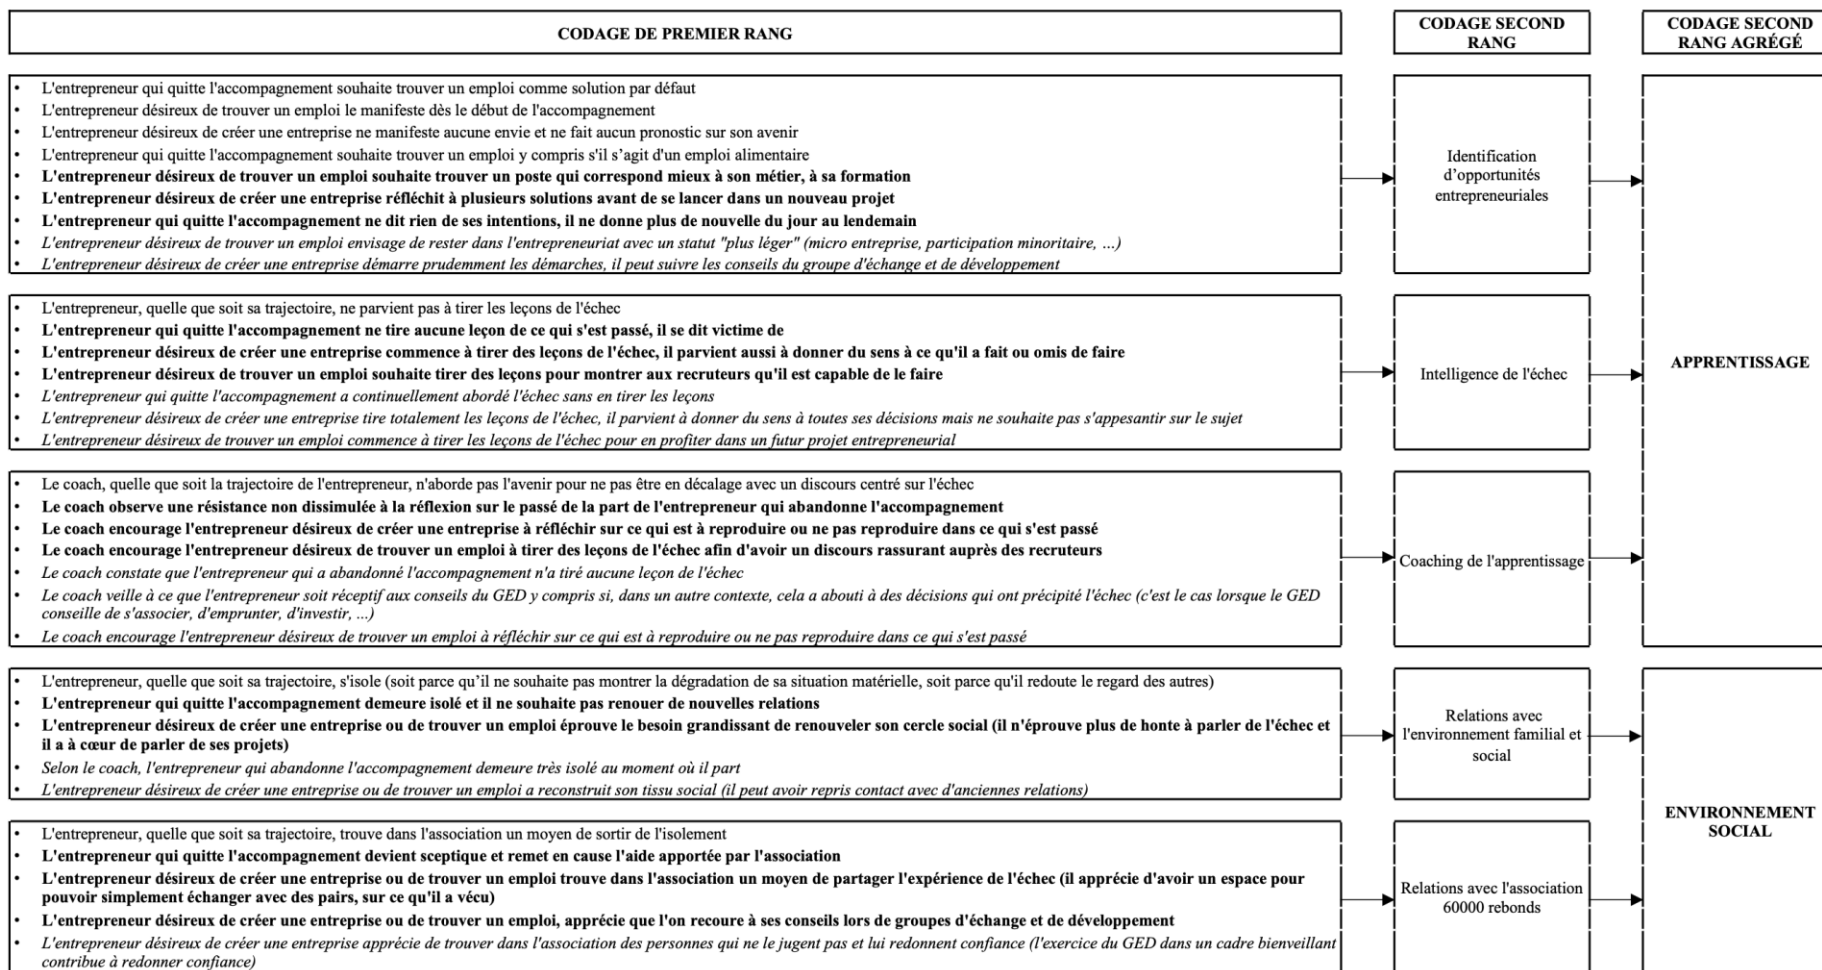 CODAGE DE PREMIER RANG
CODAGE SECOND
RANG
CODAGE SECOND
RANG AGRÉGÉ
• L'entrepreneur qui quitte l'accompagnement souhaite trouver un emploi comme solution par défaut
• L'entrepreneur désireux de trouver un emploi le manifeste dès le début de l'accompagnement
• L'entrepreneur désireux de créer une entreprise ne manifeste aucune envie et ne fait aucun pronostic sur son avenir
• L'entrepreneur qui quitte l'accompagnement souhaite trouver un emploi y compris s'il s’agit d'un emploi alimentaire
• L'entrepreneur désireux de trouver un emploi souhaite trouver un poste qui correspond mieux à son métier, à sa formation
• L'entrepreneur désireux de créer une entreprise réfléchit à plusieurs solutions avant de se lancer dans un nouveau projet
• L'entrepreneur qui quitte l'accompagnement ne dit rien de ses intentions, il ne donne plus de nouvelle du jour au lendemain
• L'entrepreneur désireux de trouver un emploi envisage de rester dans l'entrepreneuriat avec un statut "plus léger" (micro entreprise, participation minoritaire, …)
• L'entrepreneur désireux de créer une entreprise démarre prudemment les démarches, il peut suivre les conseils du groupe d'échange et de développement
Identification
d’opportunités
entrepreneuriales
• L'entrepreneur, quelle que soit sa trajectoire, ne parvient pas à tirer les leçons de l'échec
• L'entrepreneur qui quitte l'accompagnement ne tire aucune leçon de ce qui s'est passé, il se dit victime de
• L'entrepreneur désireux de créer une entreprise commence à tirer des leçons de l'échec, il parvient aussi à donner du sens à ce qu'il a fait ou omis de faire
• L'entrepreneur désireux de trouver un emploi souhaite tirer des leçons pour montrer aux recruteurs qu'il est capable de le faire
• L'entrepreneur qui quitte l'accompagnement a continuellement abordé l'échec sans en tirer les leçons
• L'entrepreneur désireux de créer une entreprise tire totalement les leçons de l'échec, il parvient à donner du sens à toutes ses décisions mais ne souhaite pas s'appesantir sur le sujet
• L'entrepreneur désireux de trouver un emploi commence à tirer les leçons de l'échec pour en profiter dans un futur projet entrepreneurial
Intelligence de l'échec
APPRENTISSAGE
• Le coach, quelle que soit la trajectoire de l'entrepreneur, n'aborde pas l'avenir pour ne pas être en décalage avec un discours centré sur l'échec
• Le coach observe une résistance non dissimulée à la réflexion sur le passé de la part de l'entrepreneur qui abandonne l'accompagnement
• Le coach encourage l'entrepreneur désireux de créer une entreprise à réfléchir sur ce qui est à reproduire ou ne pas reproduire dans ce qui s'est passé
• Le coach encourage l'entrepreneur désireux de trouver un emploi à tirer des leçons de l'échec afin d'avoir un discours rassurant auprès des recruteurs
• Le coach constate que l'entrepreneur qui a abandonné l'accompagnement n'a tiré aucune leçon de l'échec
• Le coach veille à ce que l'entrepreneur soit réceptif aux conseils du GED y compris si, dans un autre contexte, cela a abouti à des décisions qui ont précipité l'échec (c'est le cas lorsque le GED
conseille de s'associer, d'emprunter, d'investir, ...)
• Le coach encourage l'entrepreneur désireux de trouver un emploi à réfléchir sur ce qui est à reproduire ou ne pas reproduire dans ce qui s'est passé
Coaching de l'apprentissage
• L'entrepreneur, quelle que soit sa trajectoire, s'isole (soit parce qu’il ne souhaite pas montrer la dégradation de sa situation matérielle, soit parce qu'il redoute le regard des autres)
• L'entrepreneur qui quitte l'accompagnement demeure isolé et il ne souhaite pas renouer de nouvelles relations
• L'entrepreneur désireux de créer une entreprise ou de trouver un emploi éprouve le besoin grandissant de renouveler son cercle social (il n'éprouve plus de honte à parler de l'échec et
il a à cœur de parler de ses projets)
• Selon le coach, l'entrepreneur qui abandonne l'accompagnement demeure très isolé au moment où il part
• L'entrepreneur désireux de créer une entreprise ou de trouver un emploi a reconstruit son tissu social (il peut avoir repris contact avec d'anciennes relations)
Relations avec
l'environnement familial et
social
ENVIRONNEMENT
SOCIAL
• L'entrepreneur, quelle que soit sa trajectoire, trouve dans l'association un moyen de sortir de l'isolement
• L'entrepreneur qui quitte l'accompagnement devient sceptique et remet en cause l'aide apportée par l'association
• L'entrepreneur désireux de créer une entreprise ou de trouver un emploi trouve dans l'association un moyen de partager l'expérience de l'échec (il apprécie d'avoir un espace pour
pouvoir simplement échanger avec des pairs, sur ce qu'il a vécu)
• L'entrepreneur désireux de créer une entreprise ou de trouver un emploi, apprécie que l'on recoure à ses conseils lors de groupes d'échange et de développement
• L'entrepreneur désireux de créer une entreprise apprécie de trouver dans l'association des personnes qui ne le jugent pas et lui redonnent confiance (l'exercice du GED dans un cadre bienveillant
contribue à redonner confiance)
Relations avec l'association
60000 rebonds